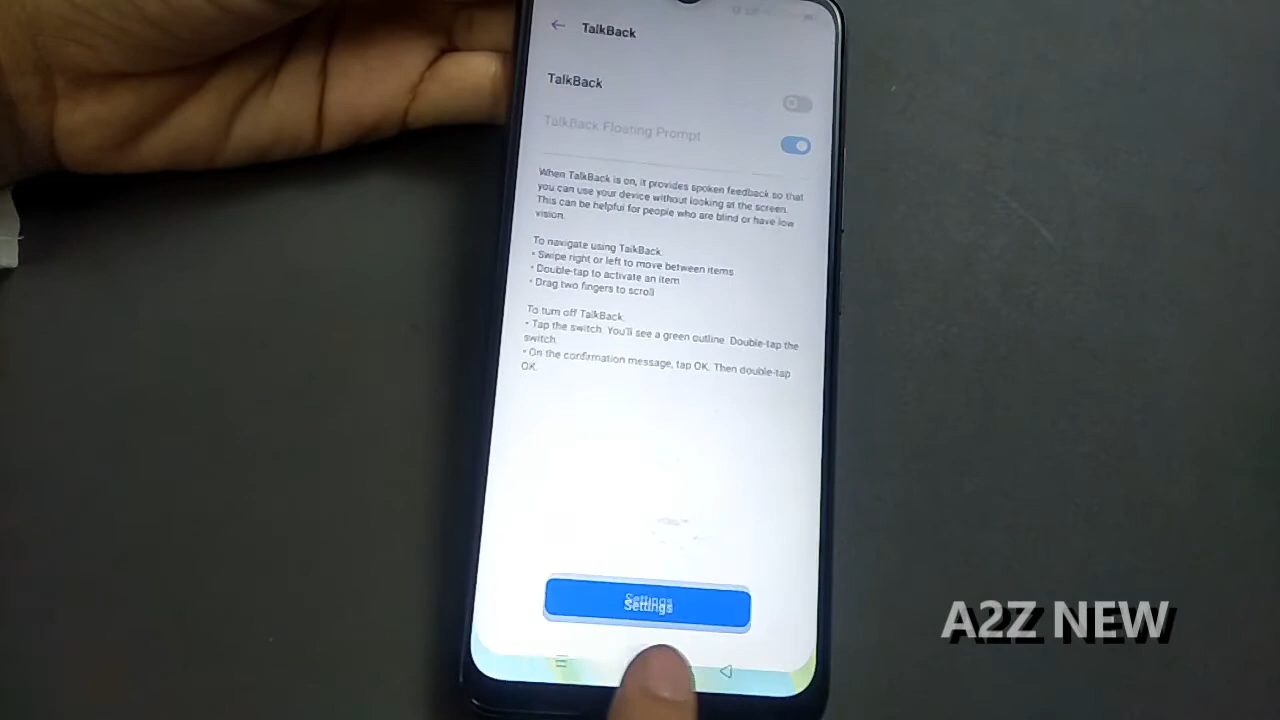 TalkBack
TalkBack
TalkBack Floating Prompt
When TalkBack is on, it provides spoken feedback so that
you can use your device without looking at the screen.
This can be helpful for people who are blind or have low
vision.
To navigate using TalkBack:
• Swipe right or left to move between items
• Double-tap to activate an item
• Drag two fingers to scroll
To turn off TalkBack:
• Tap the switch. You'll see a green outline. Double-tap the
switch.
• On the confirmation message, tap OK. Then double-tap
OK.
Settings
A2Z NEW